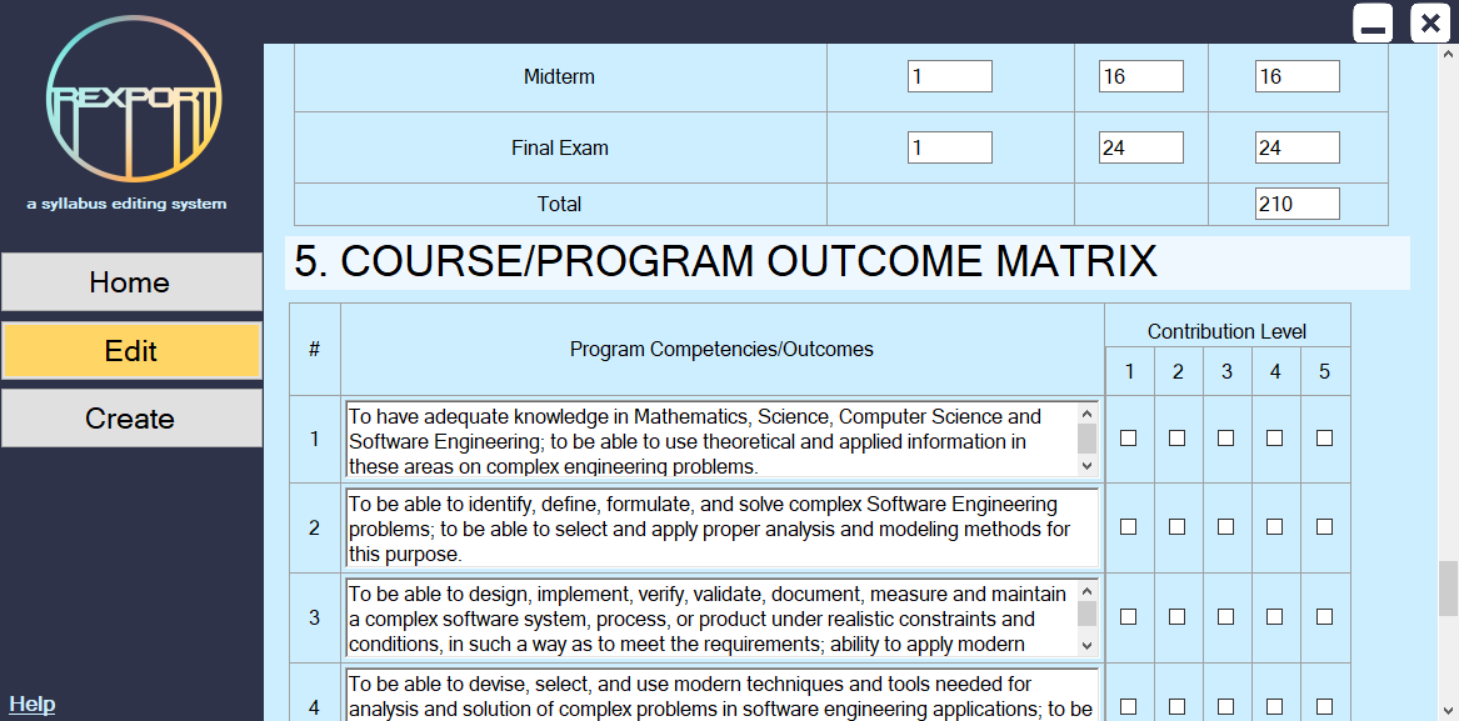 REXPORT
a syllabus editing system
Home
Edit
Create
Help
Midterm 1 16 16
Final Exam 1 24 24
Total 210
5. COURSE/PROGRAM OUTCOME MATRIX
# Program Competencies/Outcomes Contribution Level
1 2 3 4 5
1
To have adequate knowledge in Mathematics, Science, Computer Science and
Software Engineering; to be able to use theoretical and applied information in
these areas on complex engineering problems.
2
To be able to identify, define, formulate, and solve complex Software Engineering
problems; to be able to select and apply proper analysis and modeling methods for
this purpose.
3
To be able to design, implement, verify, validate, document, measure and maintain
a complex software system, process, or product under realistic constraints and
conditions, in such a way as to meet the requirements; ability to apply modern
4
To be able to devise, select, and use modern techniques and tools needed for
analysis and solution of complex problems in software engineering applications; to be